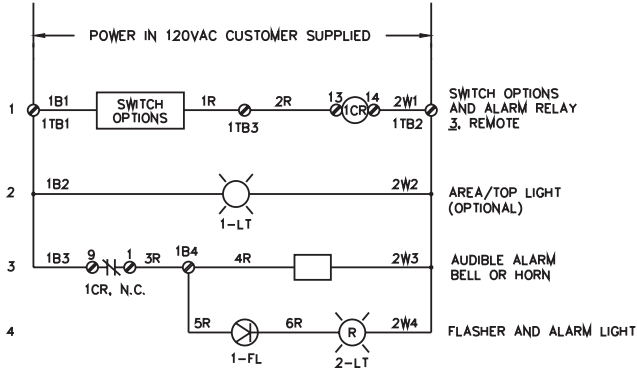 POWER IN 120VAC CUSTOMER SUPPLIED
1
1B1
SWITCH
OPTIONS
1R
2R
13
1CR
14
2W1
1TB1
1TB3
1TB2
SWITCH OPTIONS
AND ALARM RELAY
3. REMOTE
2
1B2
1-LT
2W2
AREA/TOP LIGHT
(OPTIONAL)
3
1B3
9
1
3R
1B4
4R
2W3
1CR, N.C.
AUDIBLE ALARM
BELL OR HORN
4
5R
6R
R
2W4
1-FL
2-LT
FLASHER AND ALARM LIGHT